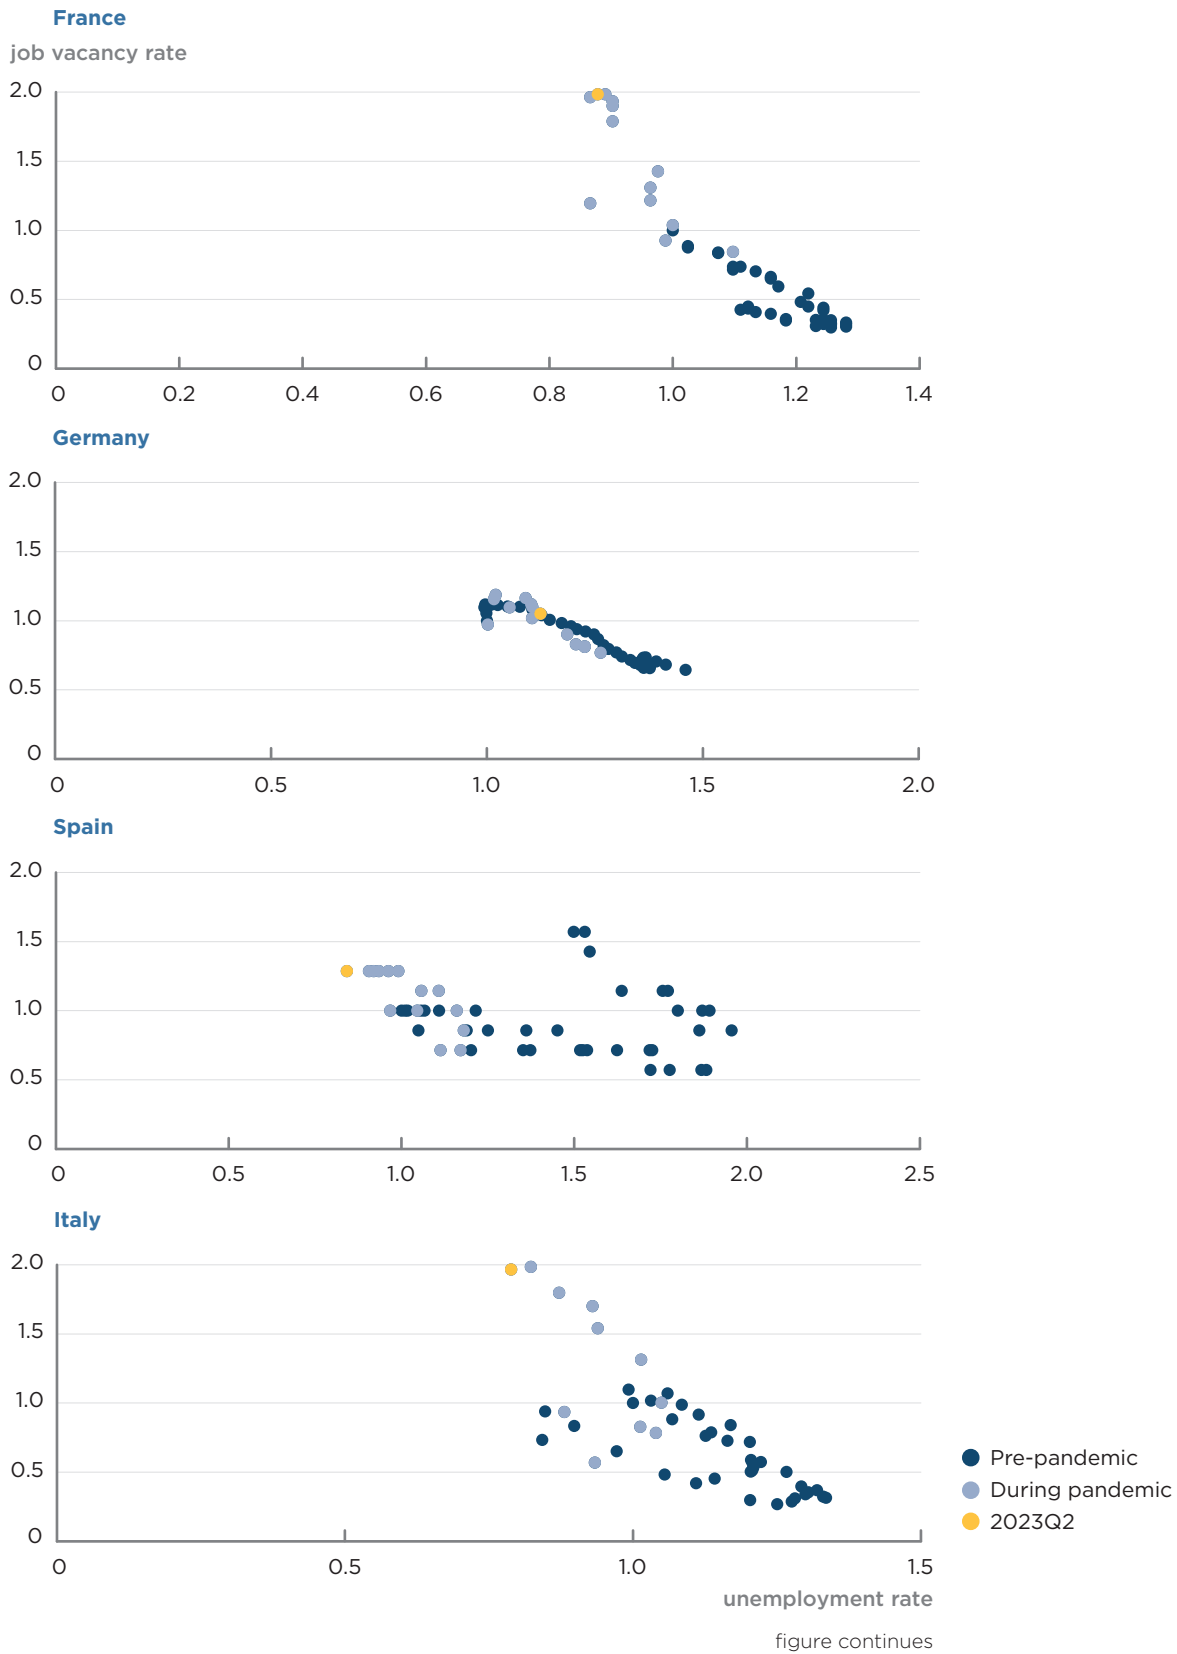 France
job vacancy rate
2.0
1.5
1.0
0.5
0
0 0.2 0.4 0.6 0.8 1.0 1.2 1.4
Germany
2.0
1.5
1.0
0.5
0
0 0.5 1.0 1.5 2.0
Spain
2.0
1.5
1.0
0.5
0
0 0.5 1.0 1.5 2.0 2.5
Italy
2.0
1.5
1.0
0.5
0
0 0.5 1.0 1.5
Pre-pandemic
During pandemic
2023Q2
unemployment rate
figure continues